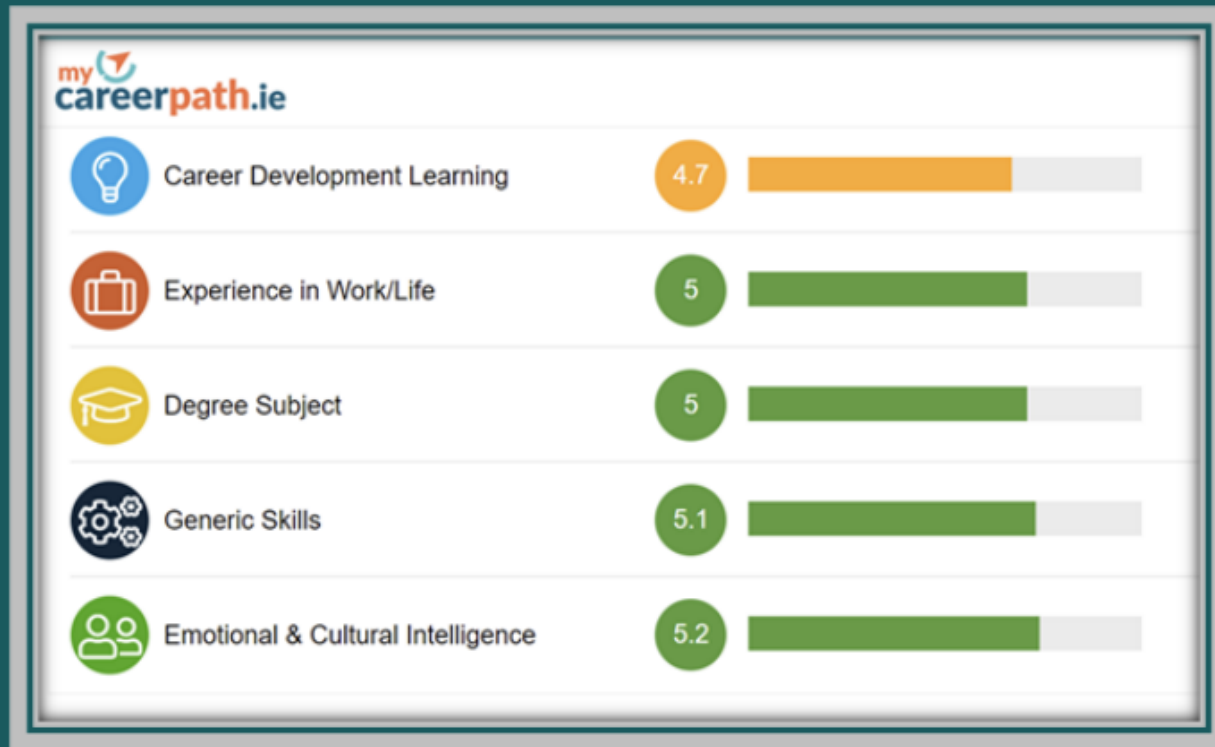 my
careerpath.ie
Career Development Learning 4.7
Experience in Work/Life 5
Degree Subject 5
Generic Skills 5.1
Emotional & Cultural Intelligence 5.2